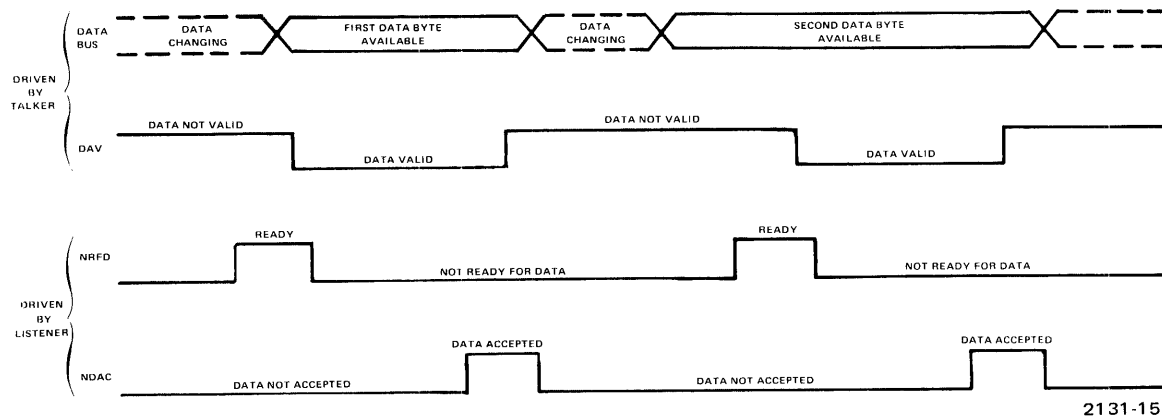 DATA BUS
DATA CHANGING
FIRST DATA BYTE AVAILABLE
DATA CHANGING
SECOND DATA BYTE AVAILABLE
DRIVEN BY TALKER
DATA NOT VALID
DATA NOT VALID
DAV
DATA VALID
DATA VALID
READY
READY
NRFD
NOT READY FOR DATA
NOT READY FOR DATA
DRIVEN BY LISTENER
DATA ACCEPTED
DATA ACCEPTED
NDAC
DATA NOT ACCEPTED
DATA NOT ACCEPTED
2131-15